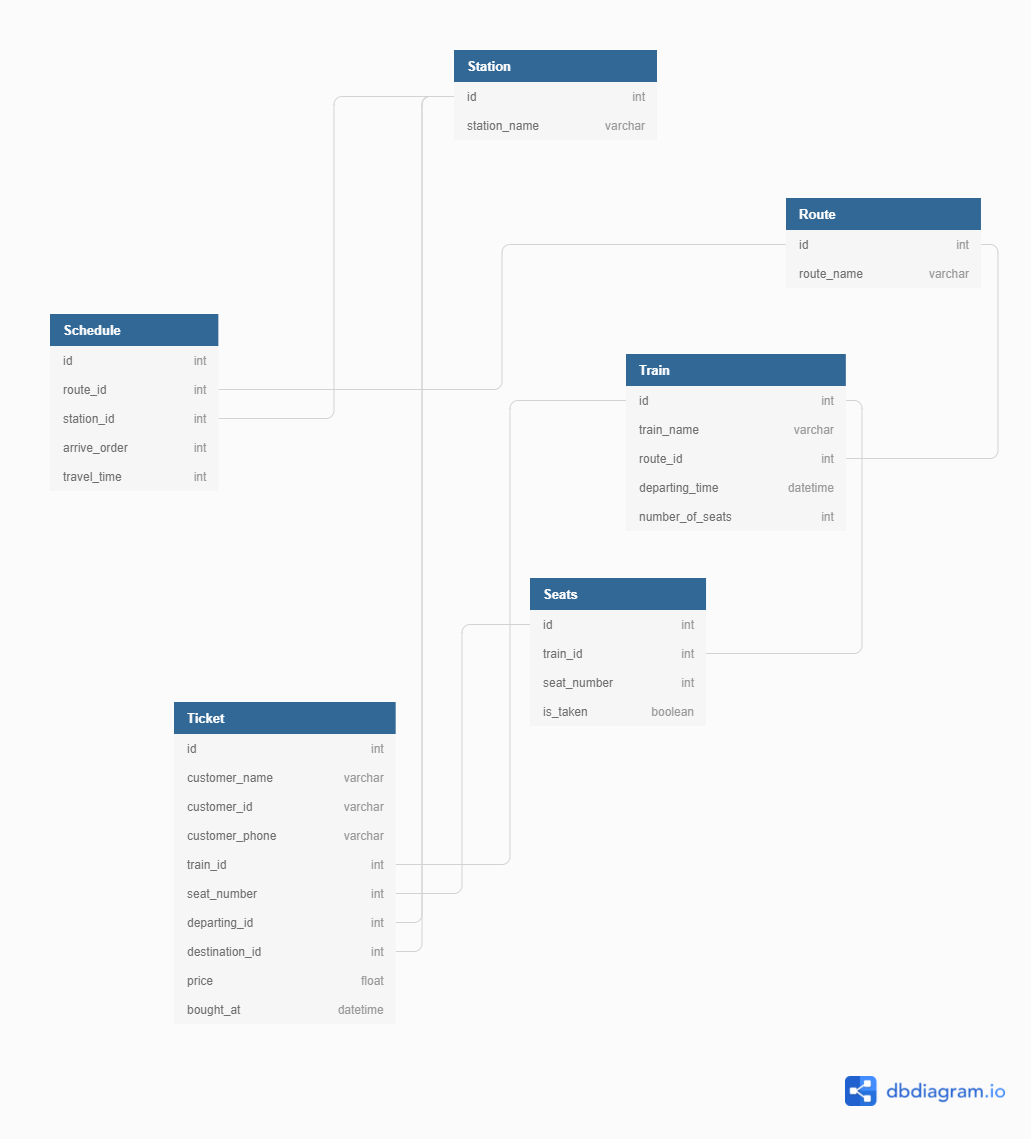 Station
id int
station_name varchar
Route
id int
route_name varchar
Schedule
id int
route_id int
station_id int
arrive_order int
travel_time int
Train
id int
train_name varchar
route_id int
departing_time datetime
number_of_seats int
Seats
id int
train_id int
seat_number int
is_taken boolean
Ticket
id int
customer_name varchar
customer_id varchar
customer_phone varchar
train_id int
seat_number int
departing_id int
destination_id int
price float
bought_at datetime
dbdiagram.io